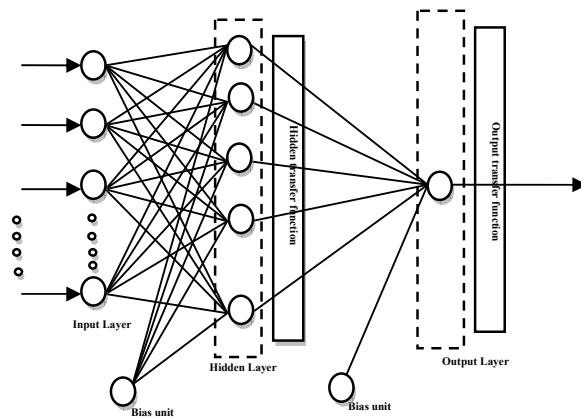 Hidden transfer function
Output transfer function
Input Layer
Hidden Layer
Output Layer
Bias unit
Bias unit